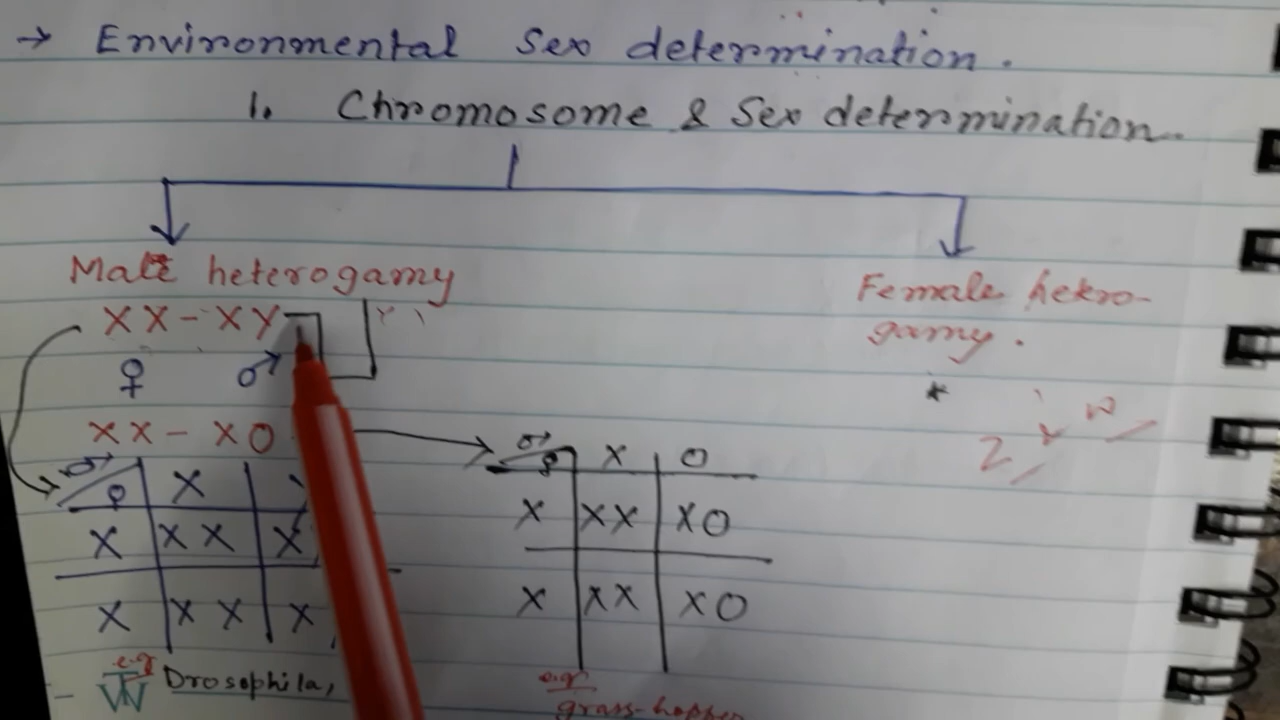 → Environmental Sex determination.
1. Chromosome & Sex determination.
Male heterogamy
Female hetro-
gamy.
XX - XY
♀ ♂
*
XX - XO
♂ X O
♀
♂ X
♀
X XX XO
X XX X
X XX XO
X XX X
e.g Drosophila,
e.g
grass-hopper
Z W